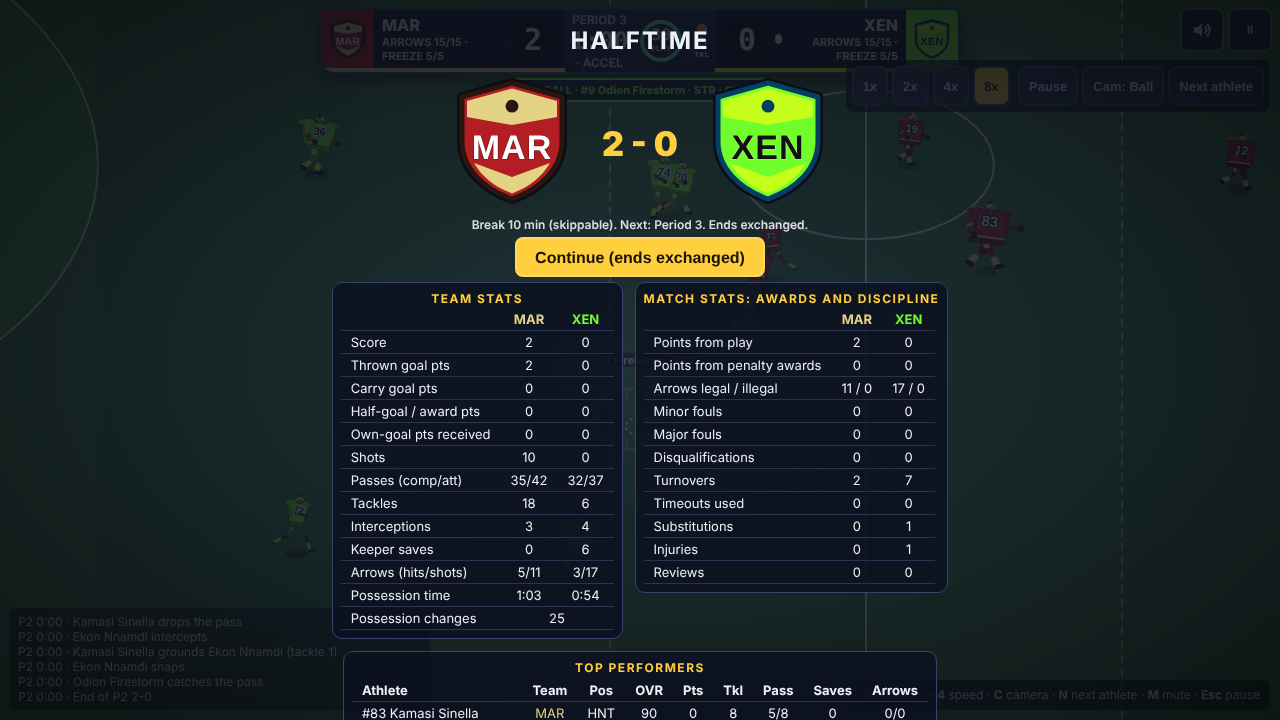 MAR
ARROWS 15/15 ·
FREEZE 5/5
2
PERIOD 3
· ACCEL
HALFTIME
TKL
0
XEN
ARROWS 15/15 ·
FREEZE 5/5
1x 2x 4x 8x Pause Cam: Ball Next athlete
#9 Odion Firestorm · STR ·
MAR
2 - 0
XEN
36
19
12
74
70
83
Break 10 min (skippable). Next: Period 3. Ends exchanged.
Continue (ends exchanged)
TEAM STATS
MAR XEN
Score 2 0
Thrown goal pts 2 0
Carry goal pts 0 0
Half-goal / award pts 0 0
Own-goal pts received 0 0
Shots 10 0
Passes (comp/att) 35/42 32/37
Tackles 18 6
Interceptions 3 4
Keeper saves 0 6
Arrows (hits/shots) 5/11 3/17
Possession time 1:03 0:54
Possession changes 25
MATCH STATS: AWARDS AND DISCIPLINE
MAR XEN
Points from play 2 0
Points from penalty awards 0 0
Arrows legal / illegal 11 / 0 17 / 0
Minor fouls 0 0
Major fouls 0 0
Disqualifications 0 0
Turnovers 2 7
Timeouts used 0 0
Substitutions 0 1
Injuries 0 1
Reviews 0 0
P2 0:00 · Kamasi Sinella drops the pass
P2 0:00 · Ekon Nnamdi intercepts
P2 0:00 · Kamasi Sinella grounds Ekon Nnamdi (tackle 1)
P2 0:00 · Ekon Nnamdi snaps
P2 0:00 · Odion Firestorm catches the pass
P2 0:00 · End of P2 2-0
4 speed · C camera · N next athlete · M mute · Esc pause
TOP PERFORMERS
Athlete Team Pos OVR Pts Tkl Pass Saves Arrows
#83 Kamasi Sinella MAR HNT 90 0 8 5/8 0 0/0